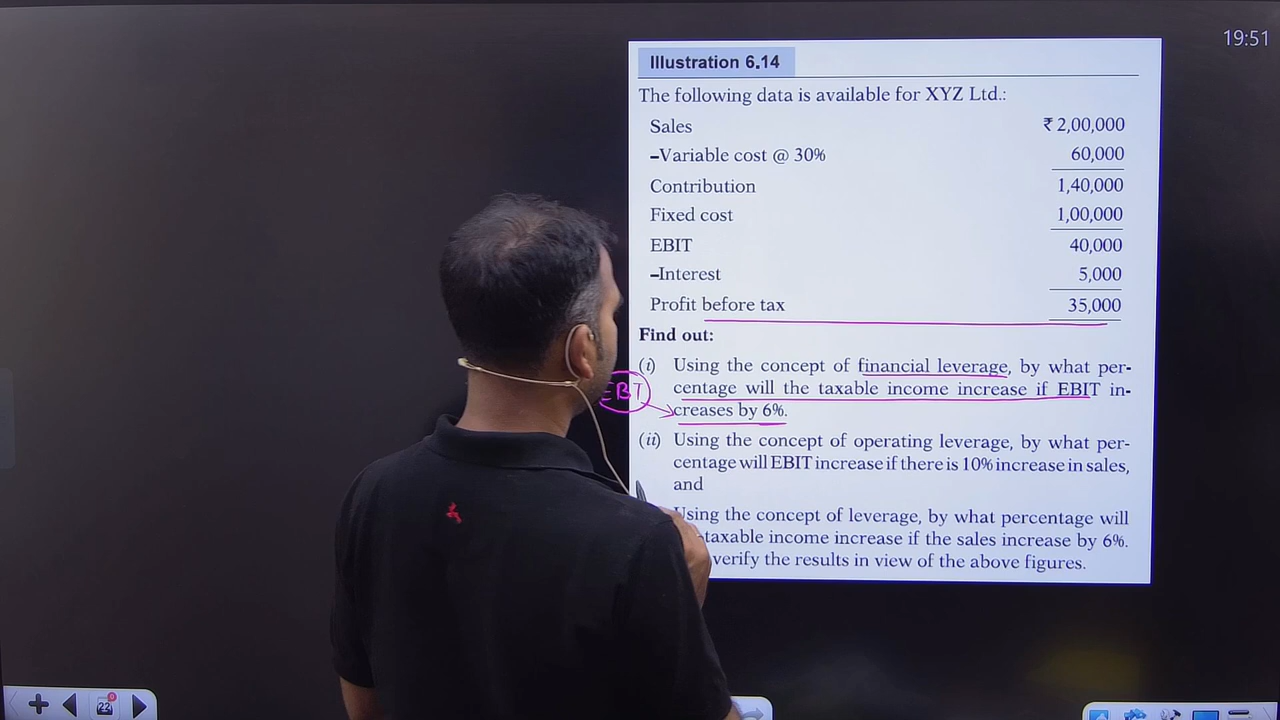 19:51
Illustration 6.14
The following data is available for XYZ Ltd.:
Sales ₹ 2,00,000
–Variable cost @ 30% 60,000
Contribution 1,40,000
Fixed cost 1,00,000
EBIT 40,000
–Interest 5,000
Profit before tax 35,000
Find out:
(i) Using the concept of financial leverage, by what per-
centage will the taxable income increase if EBIT in-
EBT
creases by 6%.
(ii) Using the concept of operating leverage, by what per-
centage will EBIT increase if there is 10% increase in sales,
and
Using the concept of leverage, by what percentage will
taxable income increase if the sales increase by 6%.
verify the results in view of the above figures.
22